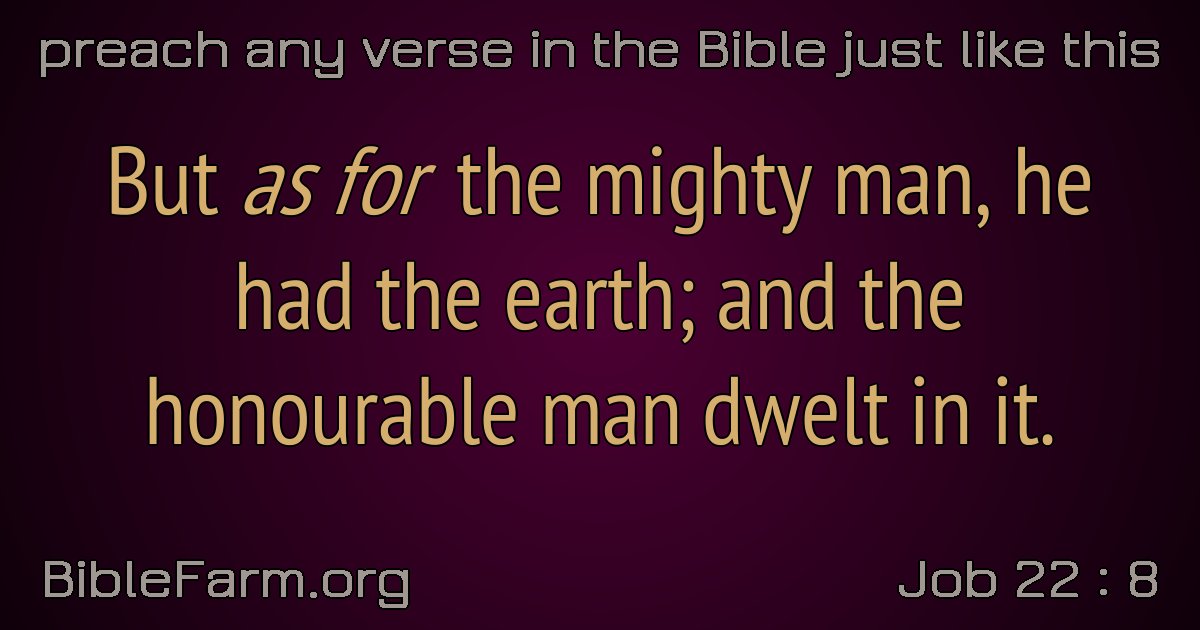 preach any verse in the Bible just like this
But as for the mighty man, he
had the earth; and the
honourable man dwelt in it.
BibleFarm.org
Job 22 : 8